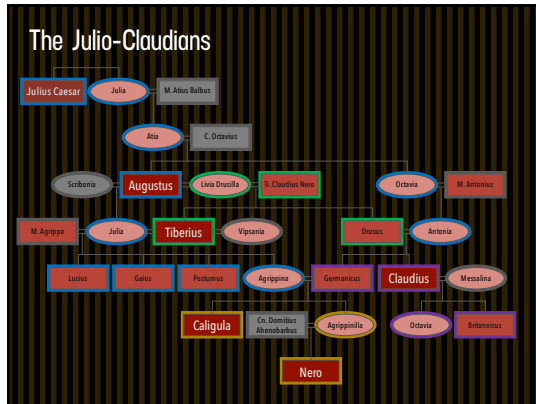 The Julio-Claudians
Julius Caesar
Julia
M. Atius Balbus
Atia
C. Octavius
Scribonia
Augustus
Livia Drusilla
Ti. Claudius Nero
Octavia
M. Antonius
M. Agrippa
Julia
Tiberius
Vipsania
Drusus
Antonia
Lucius
Gaius
Postumus
Agrippina
Germanicus
Claudius
Messalina
Caligula
Cn. Domitius
Ahenobarbus
Agrippinilla
Octavia
Britannicus
Nero